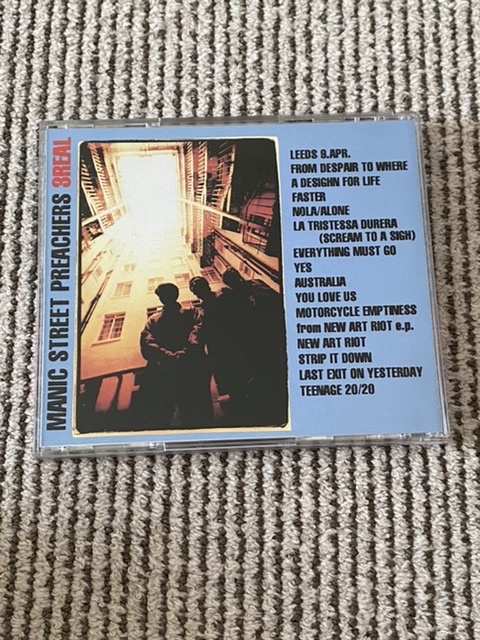 MANIC STREET PREACHERS 3REAL
LEEDS 9.APR.
FROM DESPAIR TO WHERE
A DESIGHN FOR LIFE
FASTER
NOLA/ALONE
LA TRISTESSA DURERA
(SCREAM TO A SIGH)
EVERYTHING MUST GO
YES
AUSTRALIA
YOU LOVE US
MOTORCYCLE EMPTINESS
from NEW ART RIOT e.p.
NEW ART RIOT
STRIP IT DOWN
LAST EXIT ON YESTERDAY
TEENAGE 20/20